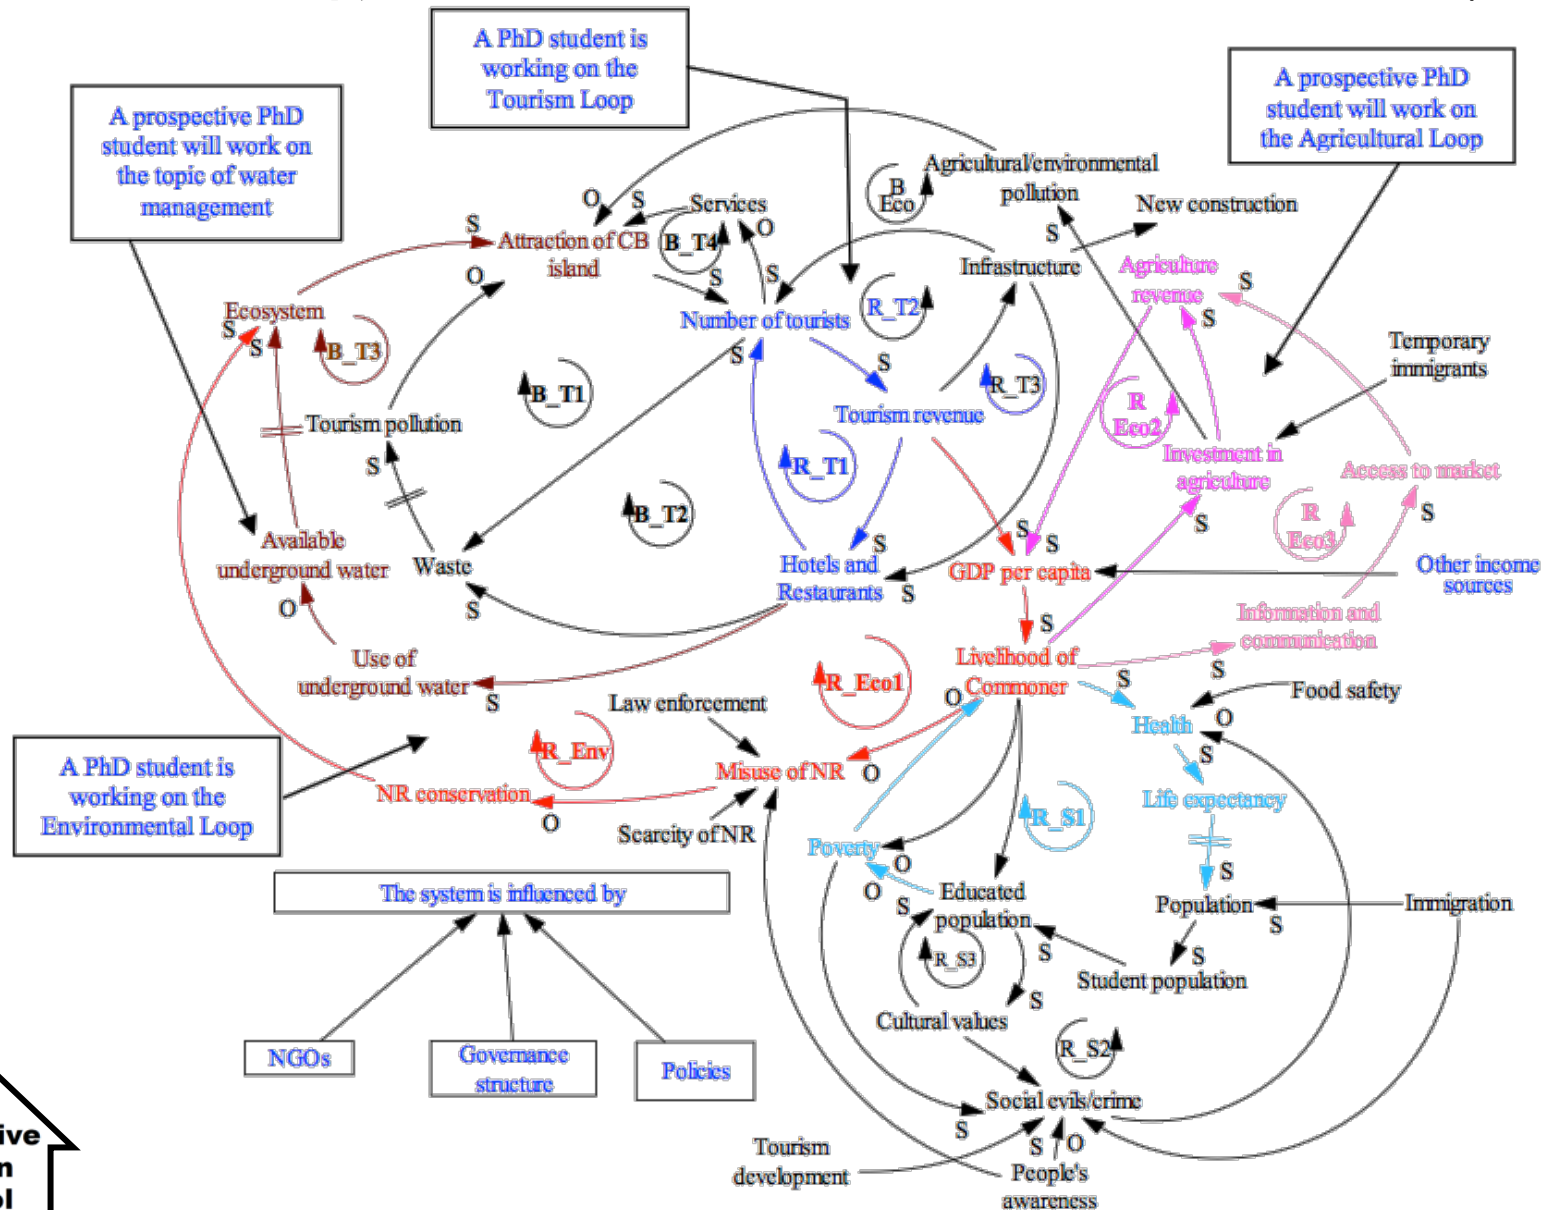 A PhD student is
working on the
Tourism Loop
A prospective PhD
student will work on
the Agricultural Loop
A prospective PhD
student will work on
the topic of water
management
Agricultural/environmental
pollution
B
Eco
New construction
O
S
Services
O
S
B_T4
S
Attraction of CB
island
S
S
O
S
Infrastructure
Agriculture
revenue
S
Ecosystem
S
S
B_T3
Number of tourists
S
R_T2
S
S
Temporary
immigrants
B_T1
R_T3
R
Eco2
Tourism pollution
S
Tourism revenue
R_T1
Investment in
agriculture
Access to market
S
S
B_T2
R
Eco3
Available
underground water
Waste
S
O
S
S
S
Hotels and
Restaurants
S
GDP per capita
Other income
sources
S
Information and
communication
Use of
underground water
S
R_Eco1
Livelihood of
Commoner
O
S
S
Food safety
Law enforcement
Health
O
S
A PhD student is
working on the
Environmental Loop
R_Env
Misuse of NR
O
NR conservation
O
Scarcity of NR
Life expectancy
R_S1
Poverty
O
O
S
The system is influenced by
Educated
population
S
Population
S
Immigration
R_S3
S
S
Student population
S
Cultural values
NGOs
Governance
structure
Policies
R_S2
Social evils/crime
S
S
O
Tourism
development
People's
awareness
ive
n
ol